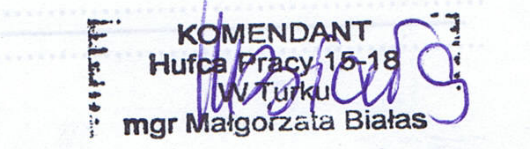 KOMENDANT
Hufca Pracy 15-18
W Turku
mgr Małgorzata Białas